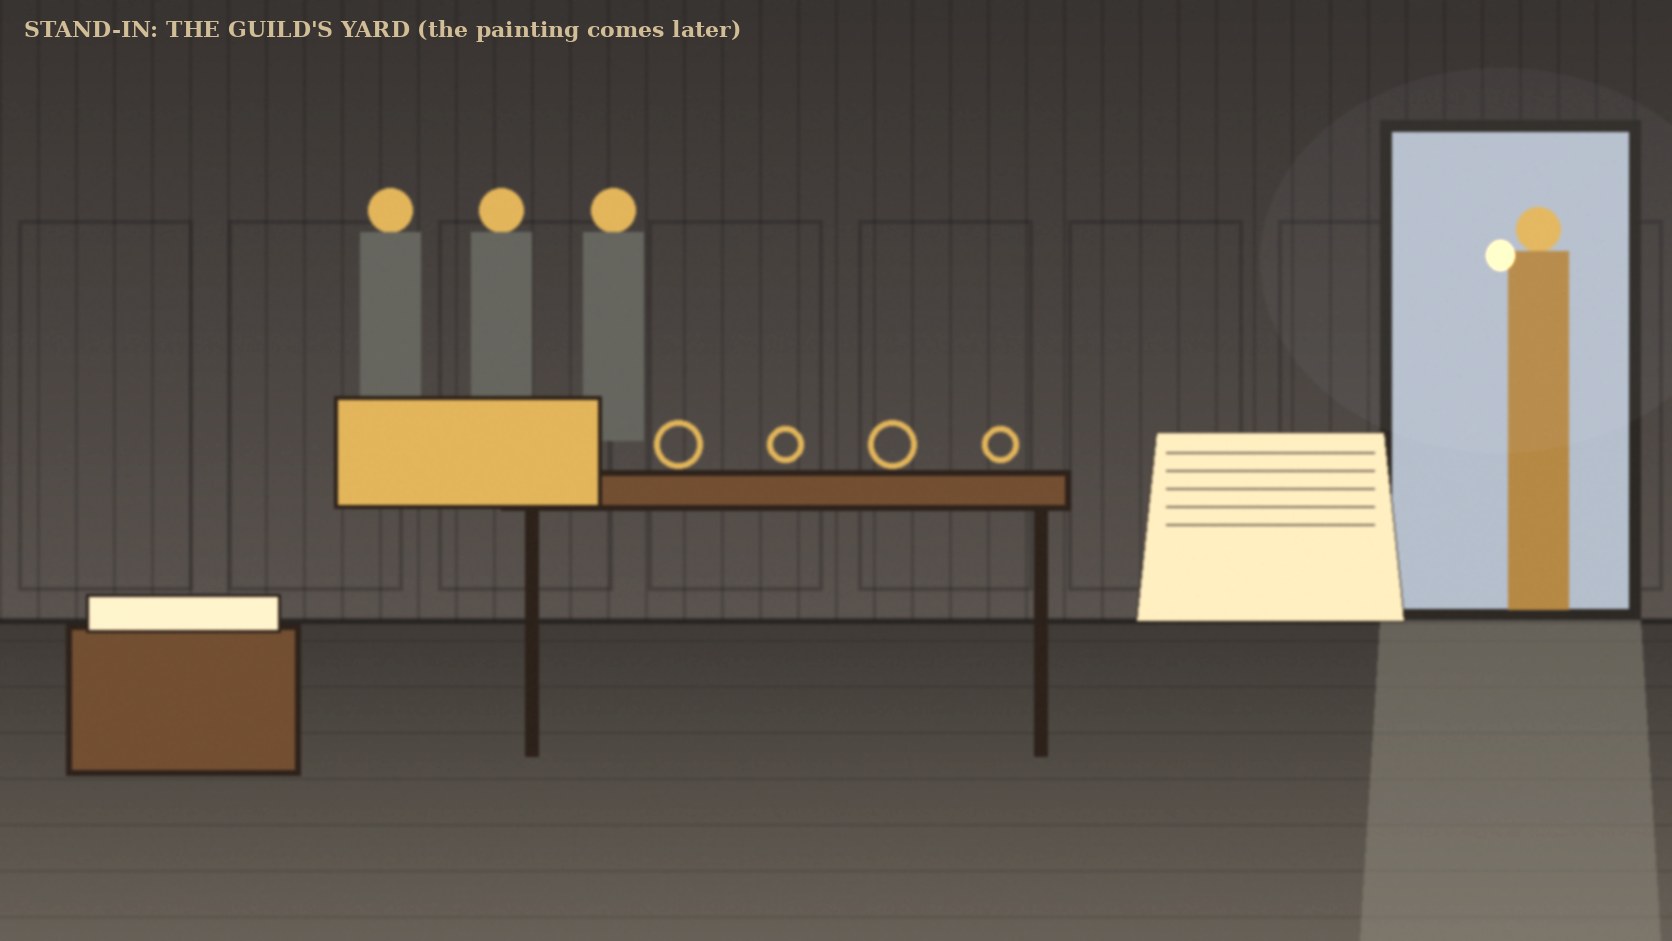 STAND-IN: THE GUILD'S YARD (the painting comes later)